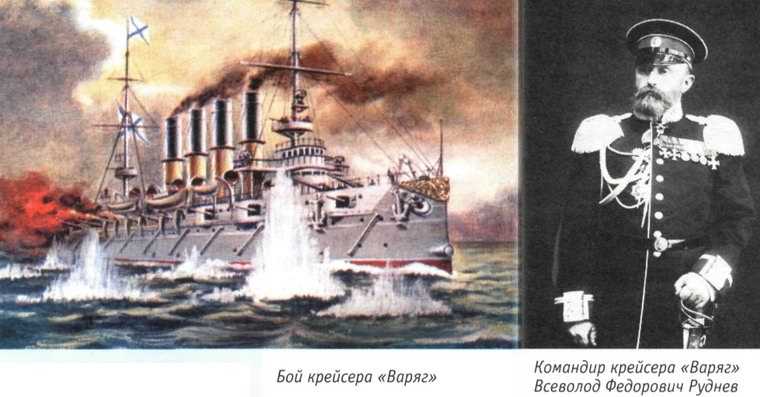 Бой крейсера «Варяг»
Командир крейсера «Варяг»
Всеволод Федорович Руднев